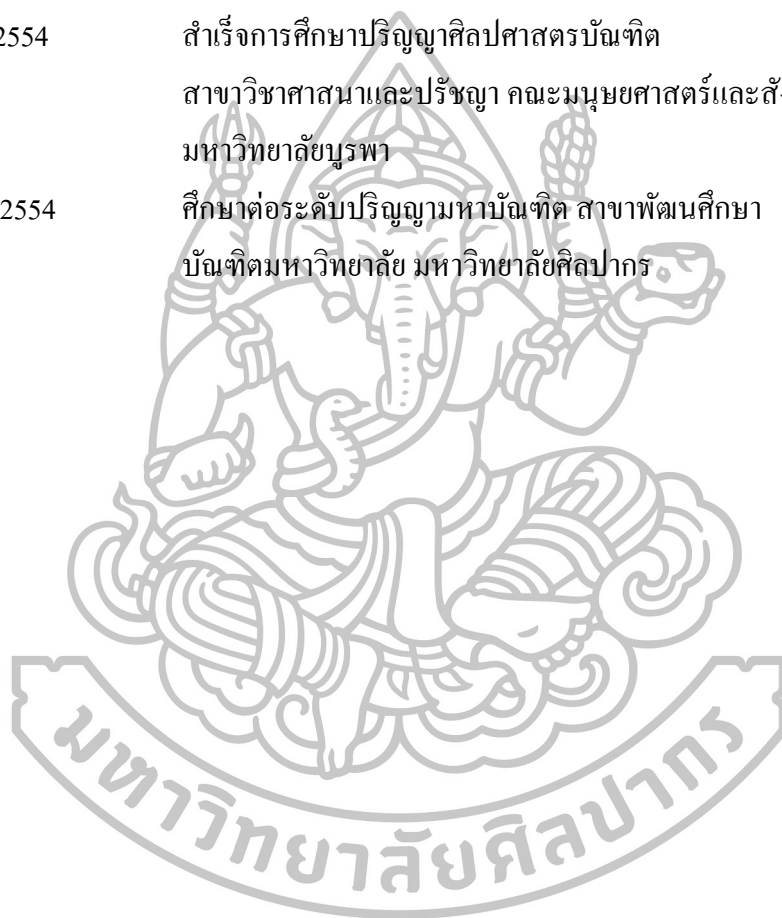 2554 สำเร็จการศึกษาปริญญาศิลปศาสตรบัณฑิต
สาขาวิชาศาสนาและปรัชญา คณะมนุษยศาสตร์และ
มหาวิทยาลัยบูรพา
2554 ศึกษาต่อระดับปริญญามหาบัณฑิต สาขาพัฒนศึกษา
บัณฑิตมหาวิทยาลัย มหาวิทยาลัยศิลปากร
มหาวิทยาลัยศิลปากร